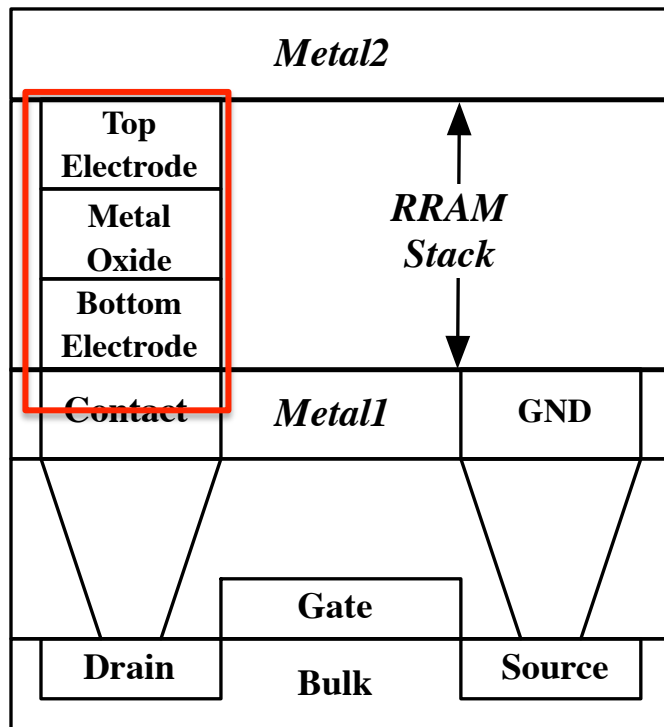 Metal2
Top
Electrode
Metal
Oxide
Bottom
Electrode
RRAM
Stack
Contact
Metal1
GND
Gate
Drain
Bulk
Source